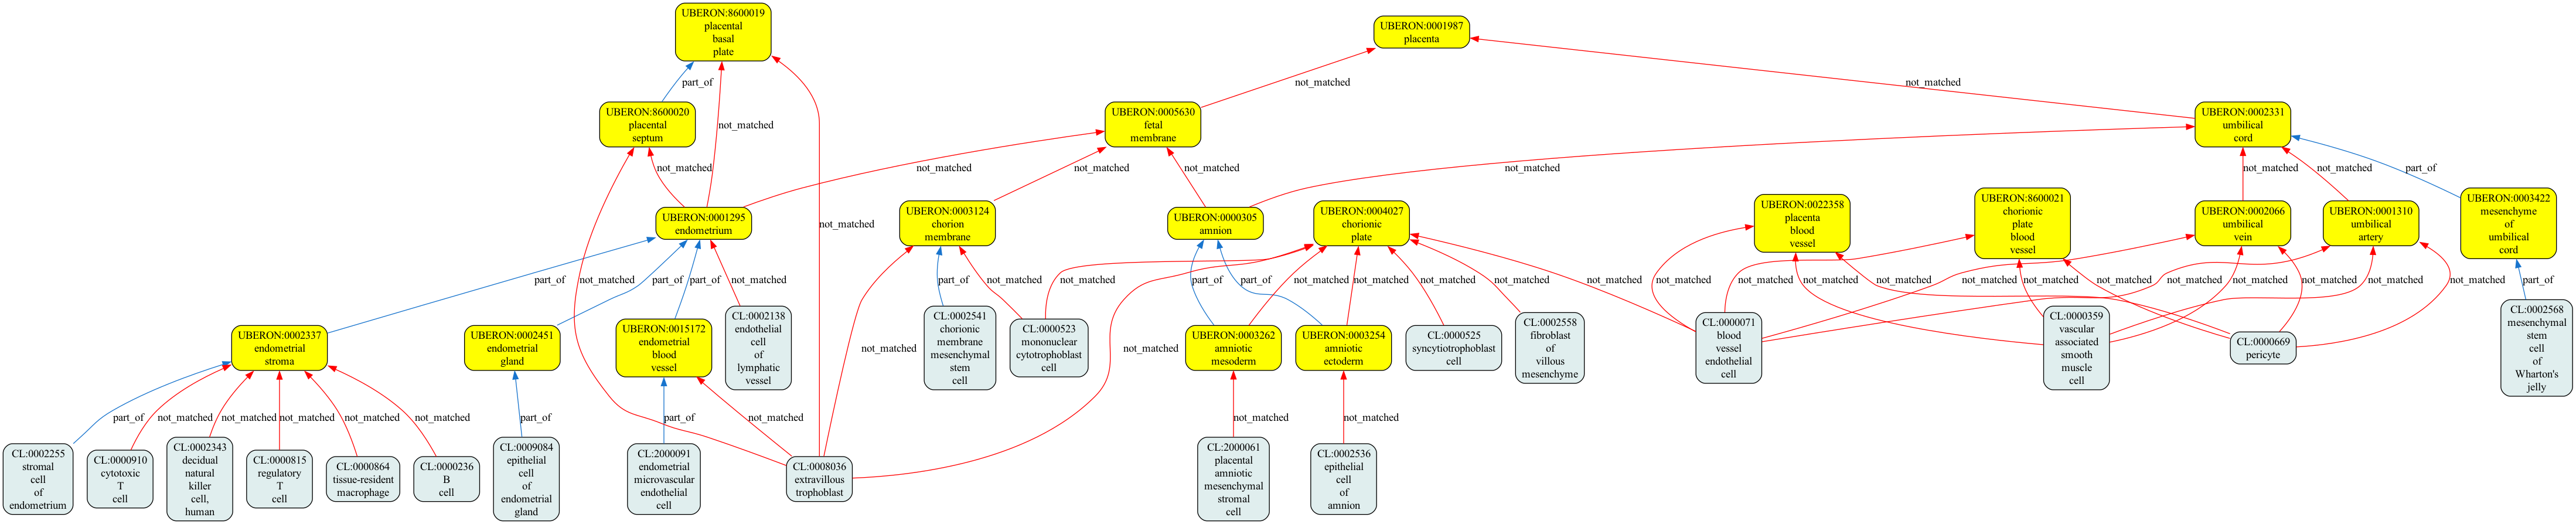 UBERON:8600019
placental
basal
plate
UBERON:0001987
placenta
part_of
not_matched
not_matched
UBERON:8600020
placental
septum
not_matched
UBERON:0005630
fetal
membrane
UBERON:0002331
umbilical
cord
not_matched
not_matched
not_matched
not_matched
not_matched
not_matched
not_matched
part_of
UBERON:0001295
endometrium
not_matched
UBERON:0003124
chorion
membrane
UBERON:0000305
amnion
UBERON:0004027
chorionic
plate
UBERON:0022358
placenta
blood
vessel
UBERON:8600021
chorionic
plate
blood
vessel
UBERON:0002066
umbilical
vein
UBERON:0001310
umbilical
artery
UBERON:0003422
mesenchyme
of
umbilical
cord
part_of
not_matched
part_of
part_of
not_matched
part_of
not_matched
not_matched
part_of
part_of
not_matched
not_matched
not_matched
not_matched
not_matched
not_matched
not_matched
not_matched
not_matched
not_matched
not_matched
not_matched
not_matched
part_of
UBERON:0002337
endometrial
stroma
UBERON:0002451
endometrial
gland
UBERON:0015172
endometrial
blood
vessel
CL:0002138
endothelial
cell
of
lymphatic
vessel
not_matched
CL:0002541
chorionic
membrane
mesenchymal
stem
cell
CL:0000523
mononuclear
cytotrophoblast
cell
not_matched
UBERON:0003262
amniotic
mesoderm
UBERON:0003254
amniotic
ectoderm
CL:0000525
syncytiotrophoblast
cell
CL:0002558
fibroblast
of
villous
mesenchyme
CL:0000071
blood
vessel
endothelial
cell
CL:0000359
vascular
associated
smooth
muscle
cell
CL:0000669
pericyte
CL:0002568
mesenchymal
stem
cell
of
Wharton's
jelly
part_of
not_matched
not_matched
not_matched
not_matched
not_matched
part_of
part_of
not_matched
not_matched
not_matched
CL:0002255
stromal
cell
of
endometrium
CL:0000910
cytotoxic
T
cell
CL:0002343
decidual
natural
killer
cell,
human
CL:0000815
regulatory
T
cell
CL:0000864
tissue-resident
macrophage
CL:0000236
B
cell
CL:0009084
epithelial
cell
of
endometrial
gland
CL:2000091
endometrial
microvascular
endothelial
cell
CL:0008036
extravillous
trophoblast
CL:2000061
placental
amniotic
mesenchymal
stromal
cell
CL:0002536
epithelial
cell
of
amnion